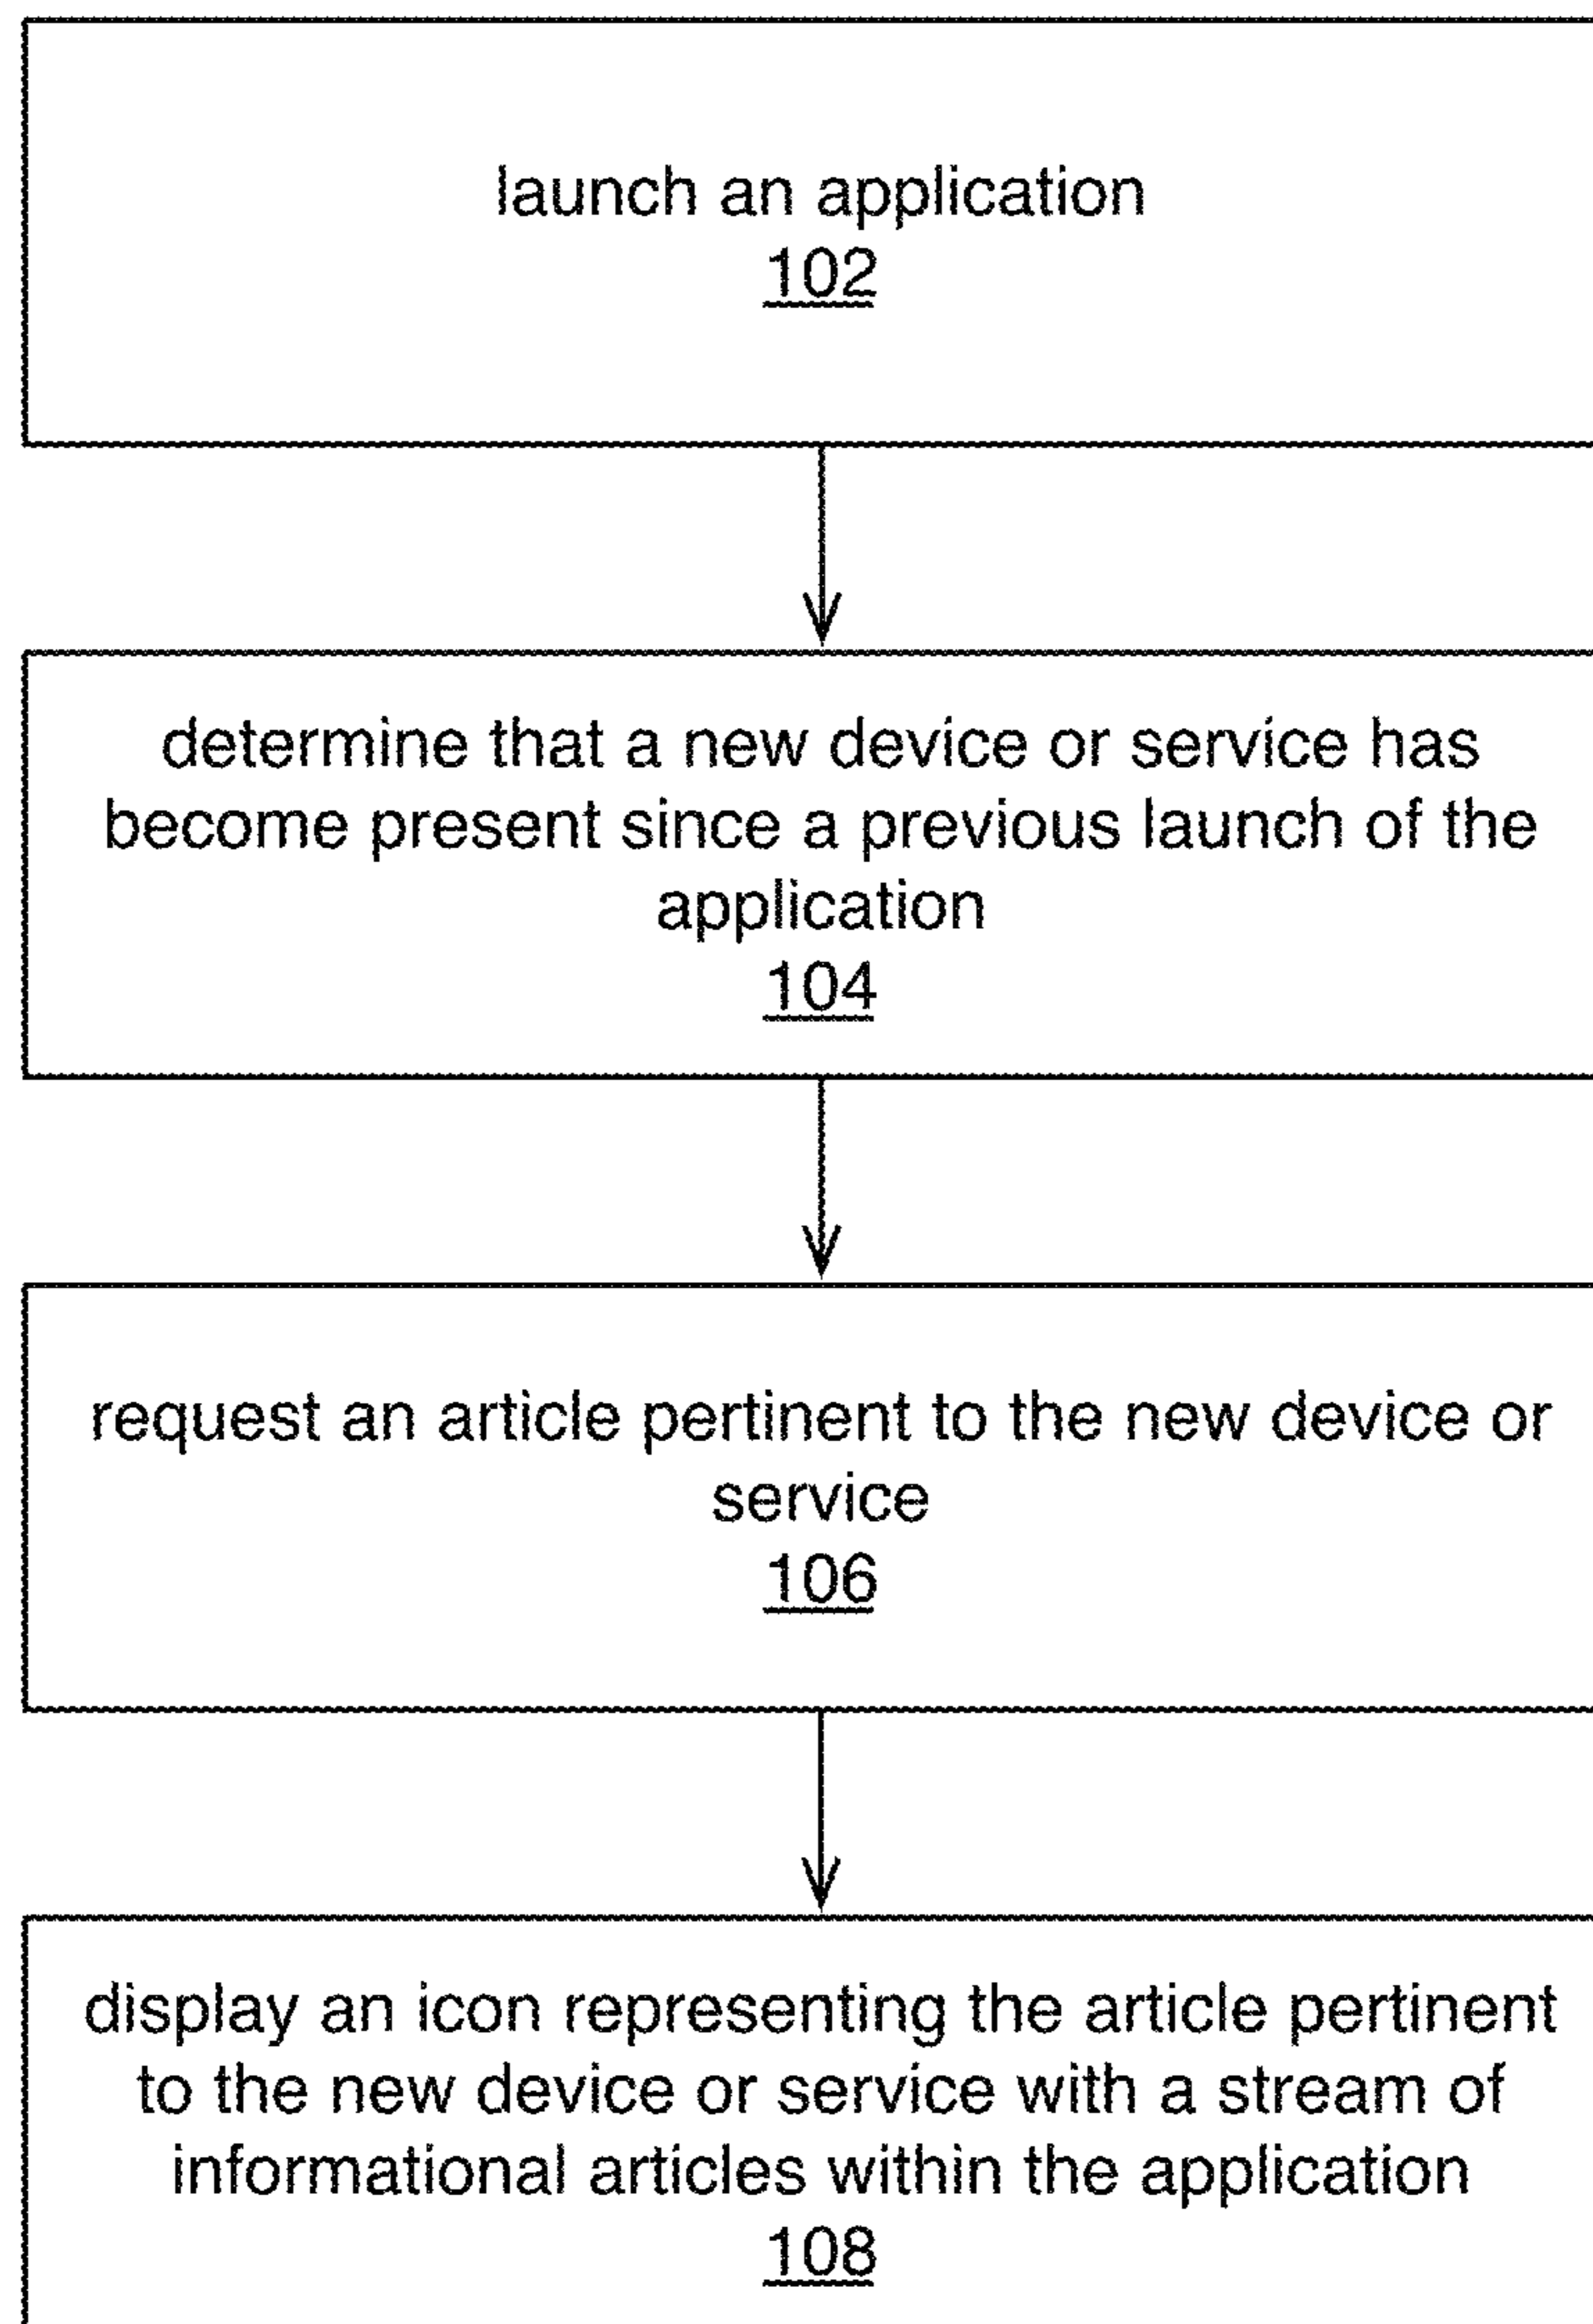 launch an application
102
determine that a new device or service has
become present since a previous launch of the
application
104
request an article pertinent to the new device or
service
106
display an icon representing the article pertinent
to the new device or service with a stream of
informational articles within the application
108